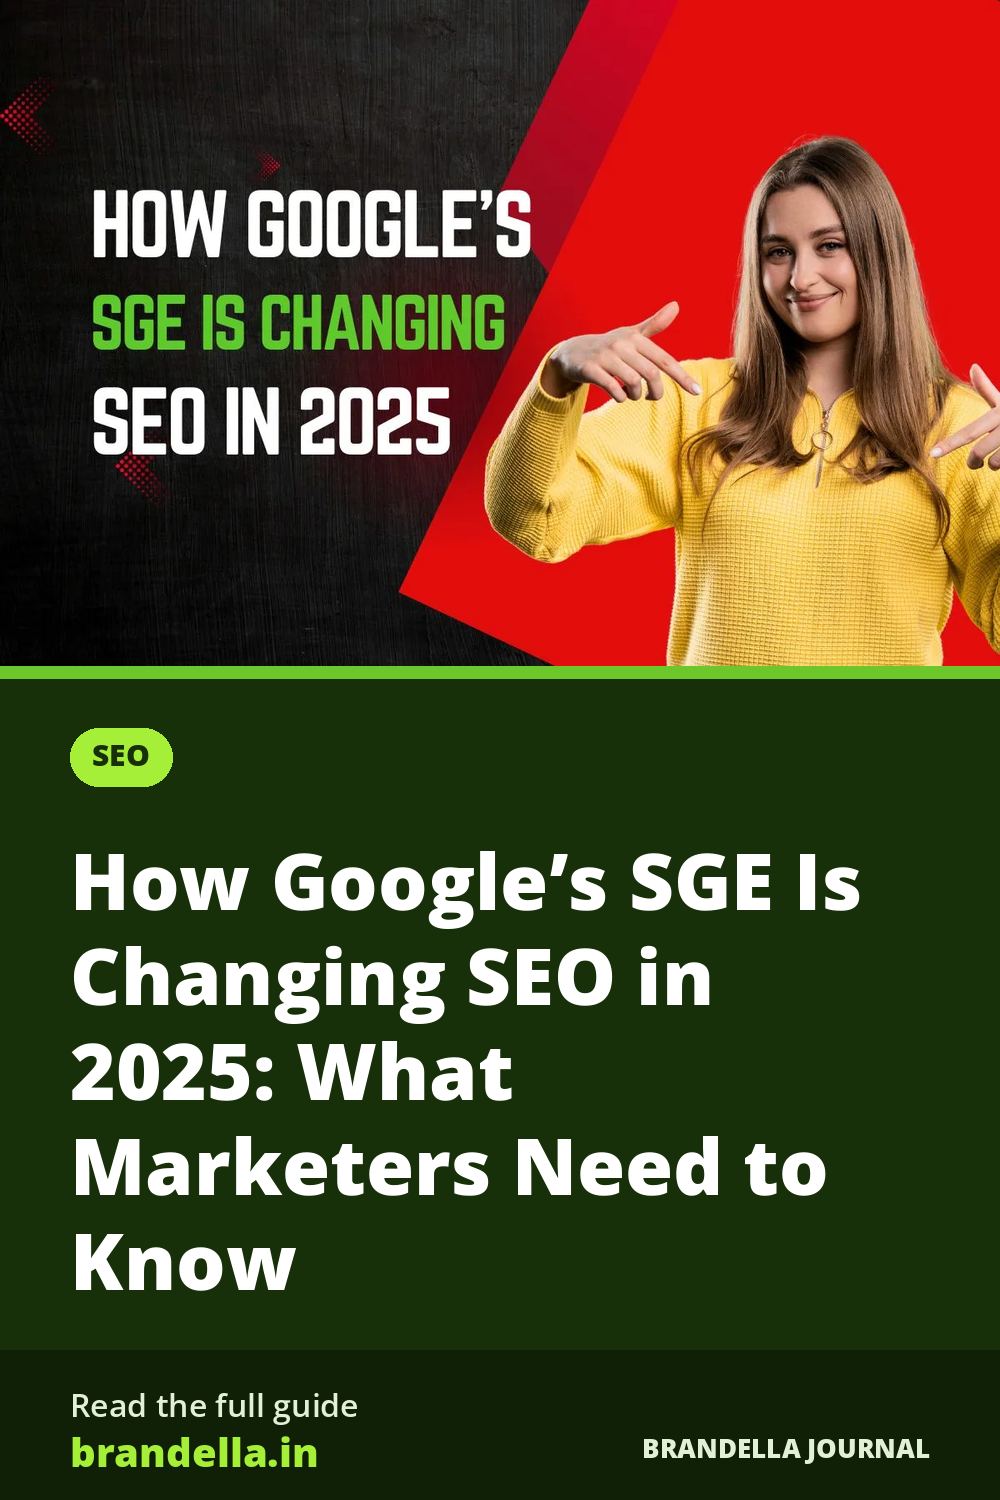 HOW GOOGLE’S
SGE IS CHANGING
SEO IN 2025
SEO
How Google’s SGE Is
Changing SEO in
2025: What
Marketers Need to
Know
Read the full guide
brandella.in
BRANDELLA JOURNAL